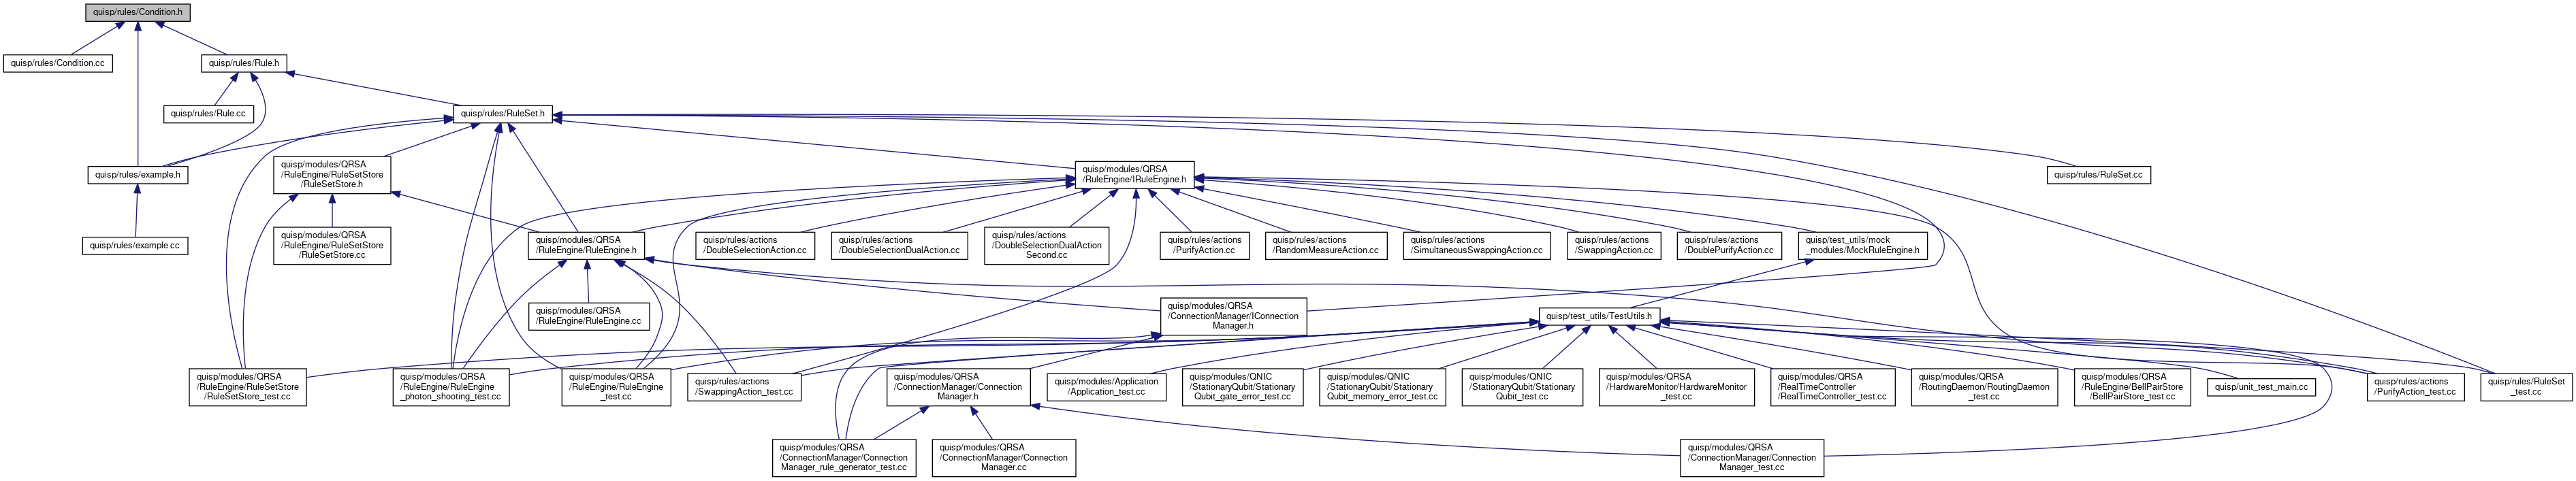 quisp/rules/Condition.h
quisp/rules/Condition.cc
quisp/rules/Rule.h
quisp/rules/Rule.cc
quisp/rules/RuleSet.h
quisp/rules/example.h
quisp/modules/QRSA
/RuleEngine/RuleSetStore
/RuleSetStore.h
quisp/modules/QRSA
/RuleEngine/IRuleEngine.h
quisp/rules/RuleSet.cc
quisp/rules/example.cc
quisp/modules/QRSA
/RuleEngine/RuleSetStore
/RuleSetStore.cc
quisp/modules/QRSA
/RuleEngine/RuleEngine.h
quisp/rules/actions
/DoubleSelectionAction.cc
quisp/rules/actions
/DoubleSelectionDualAction.cc
quisp/rules/actions
/DoubleSelectionDualAction
Second.cc
quisp/rules/actions
/PurifyAction.cc
quisp/rules/actions
/RandomMeasureAction.cc
quisp/rules/actions
/SimultaneousSwappingAction.cc
quisp/rules/actions
/SwappingAction.cc
quisp/rules/actions
/DoublePurifyAction.cc
quisp/test_utils/mock
_modules/MockRuleEngine.h
quisp/modules/QRSA
/RuleEngine/RuleEngine.cc
quisp/modules/QRSA
/ConnectionManager/IConnection
Manager.h
quisp/test_utils/TestUtils.h
quisp/modules/QRSA
/RuleEngine/RuleSetStore
/RuleSetStore_test.cc
quisp/modules/QRSA
/RuleEngine/RuleEngine
_photon_shooting_test.cc
quisp/modules/QRSA
/RuleEngine/RuleEngine
_test.cc
quisp/rules/actions
/SwappingAction_test.cc
quisp/modules/QRSA
/ConnectionManager/Connection
Manager.h
quisp/modules/Application
/Application_test.cc
quisp/modules/QNIC
/StationaryQubit/Stationary
Qubit_gate_error_test.cc
quisp/modules/QNIC
/StationaryQubit/Stationary
Qubit_memory_error_test.cc
quisp/modules/QNIC
/StationaryQubit/Stationary
Qubit_test.cc
quisp/modules/QRSA
/HardwareMonitor/HardwareMonitor
_test.cc
quisp/modules/QRSA
/RealTimeController
/RealTimeController_test.cc
quisp/modules/QRSA
/RoutingDaemon/RoutingDaemon
_test.cc
quisp/modules/QRSA
/RuleEngine/BellPairStore
/BellPairStore_test.cc
quisp/unit_test_main.cc
quisp/rules/actions
/PurifyAction_test.cc
quisp/rules/RuleSet
_test.cc
quisp/modules/QRSA
/ConnectionManager/Connection
Manager_rule_generator_test.cc
quisp/modules/QRSA
/ConnectionManager/Connection
Manager.cc
quisp/modules/QRSA
/ConnectionManager/Connection
Manager_test.cc